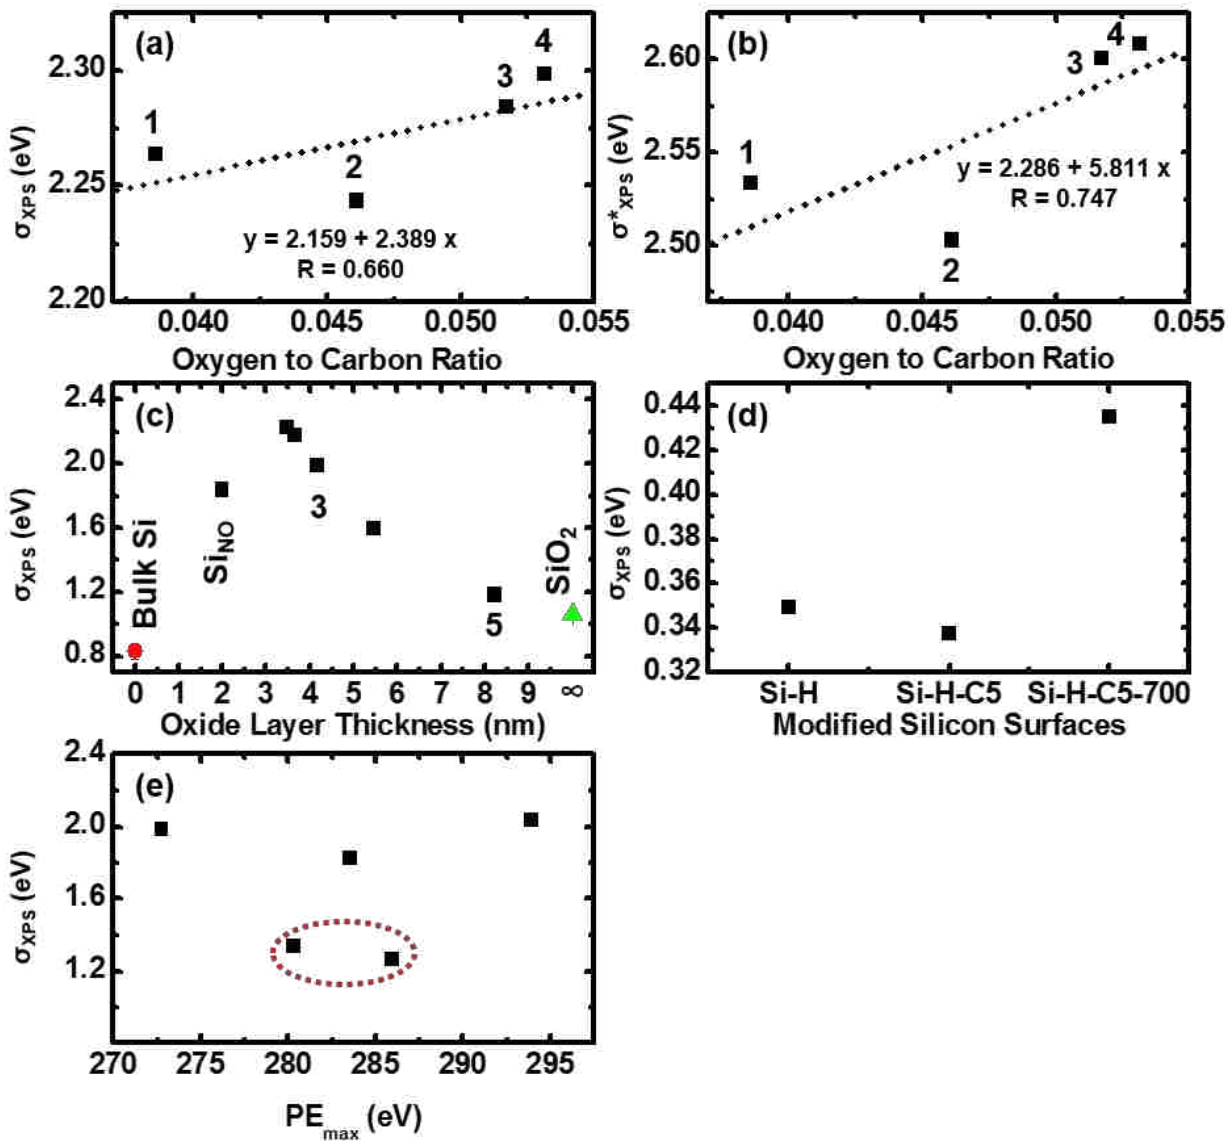 (a)
4
3
1
2
y = 2.159 + 2.389 x
R = 0.660
2.30
2.25
2.20
σXPS (eV)
0.040 0.045 0.050 0.055
Oxygen to Carbon Ratio
(b)
4
3
1
2
y = 2.286 + 5.811 x
R = 0.747
2.60
2.55
2.50
σ*XPS (eV)
0.040 0.045 0.050 0.055
Oxygen to Carbon Ratio
(c)
2.4
2.0
1.6
1.2
0.8
σXPS (eV)
Bulk Si
SiNO
3
5
SiO2
0 1 2 3 4 5 6 7 8 9 ∞
Oxide Layer Thickness (nm)
(d)
0.44
0.42
0.40
0.38
0.36
0.34
0.32
σXPS (eV)
Si-H Si-H-C5 Si-H-C5-700
Modified Silicon Surfaces
(e)
2.4
2.0
1.6
1.2
σXPS (eV)
270 275 280 285 290 295
PEmax (eV)